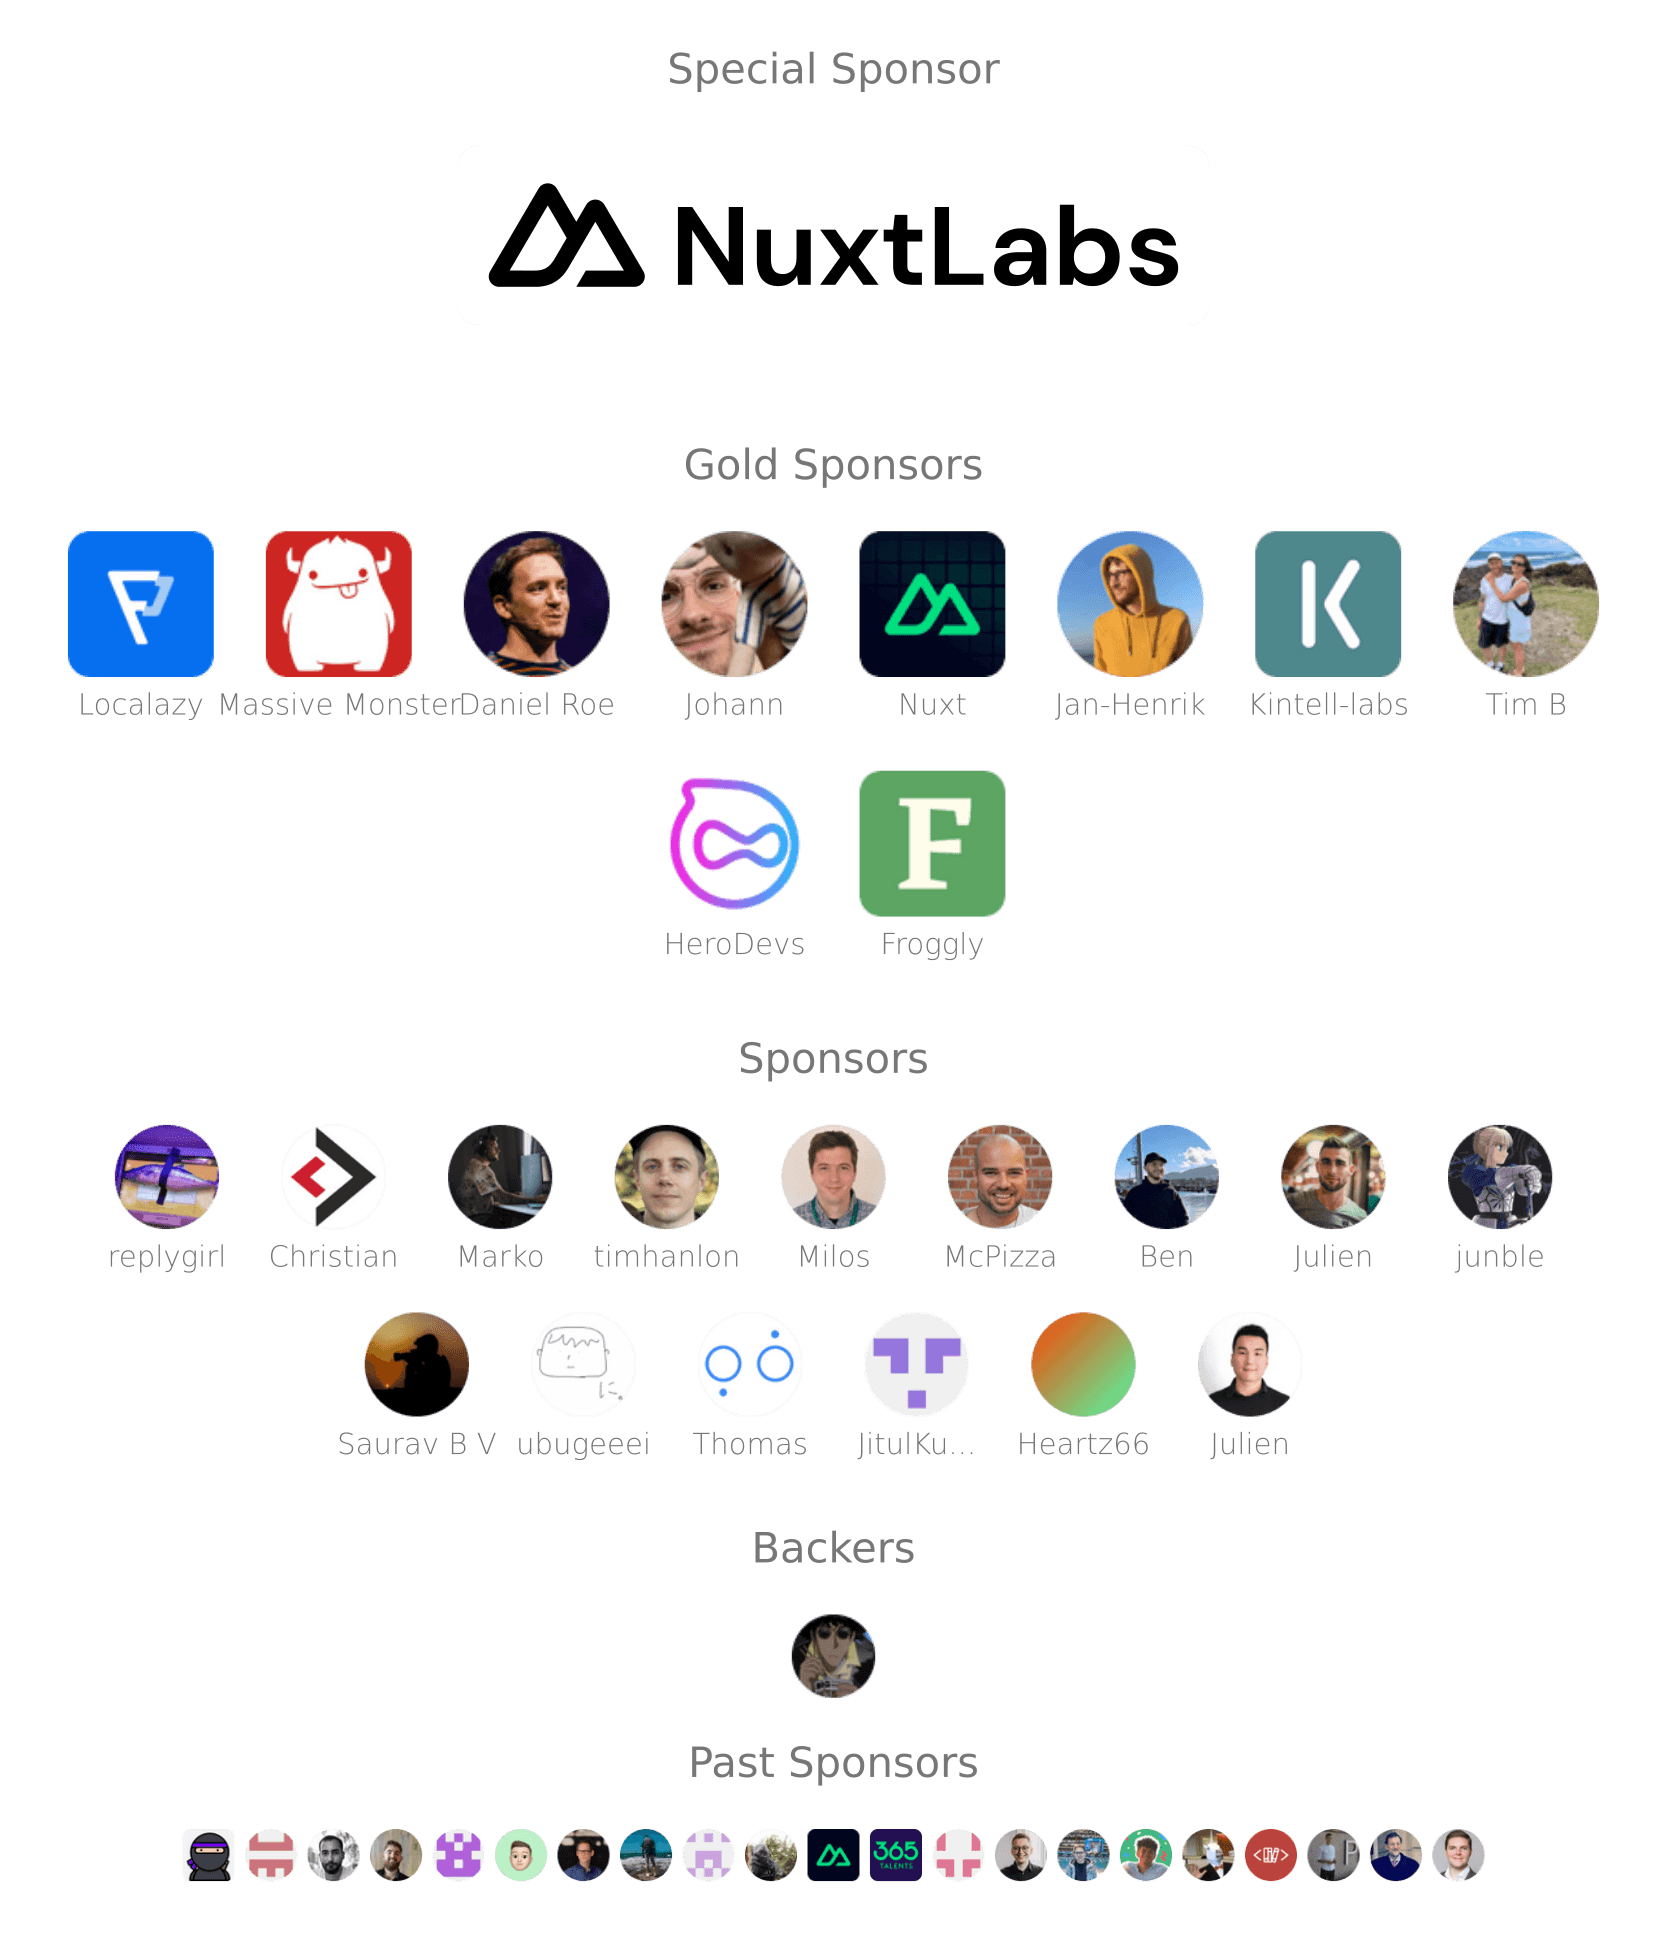 Special Sponsor
NuxtLabs
Gold Sponsors
Localazy Massive Monster Daniel Roe Johann Nuxt Jan-Henrik Kintell-labs Tim B
F
HeroDevs Froggly
Sponsors
replygirl Christian Marko timhanlon Milos McPizza Ben Julien junble
Saurav B V ubugeeei Thomas JitulKu... Heartz66 Julien
Backers
Past Sponsors
365
TALENTS